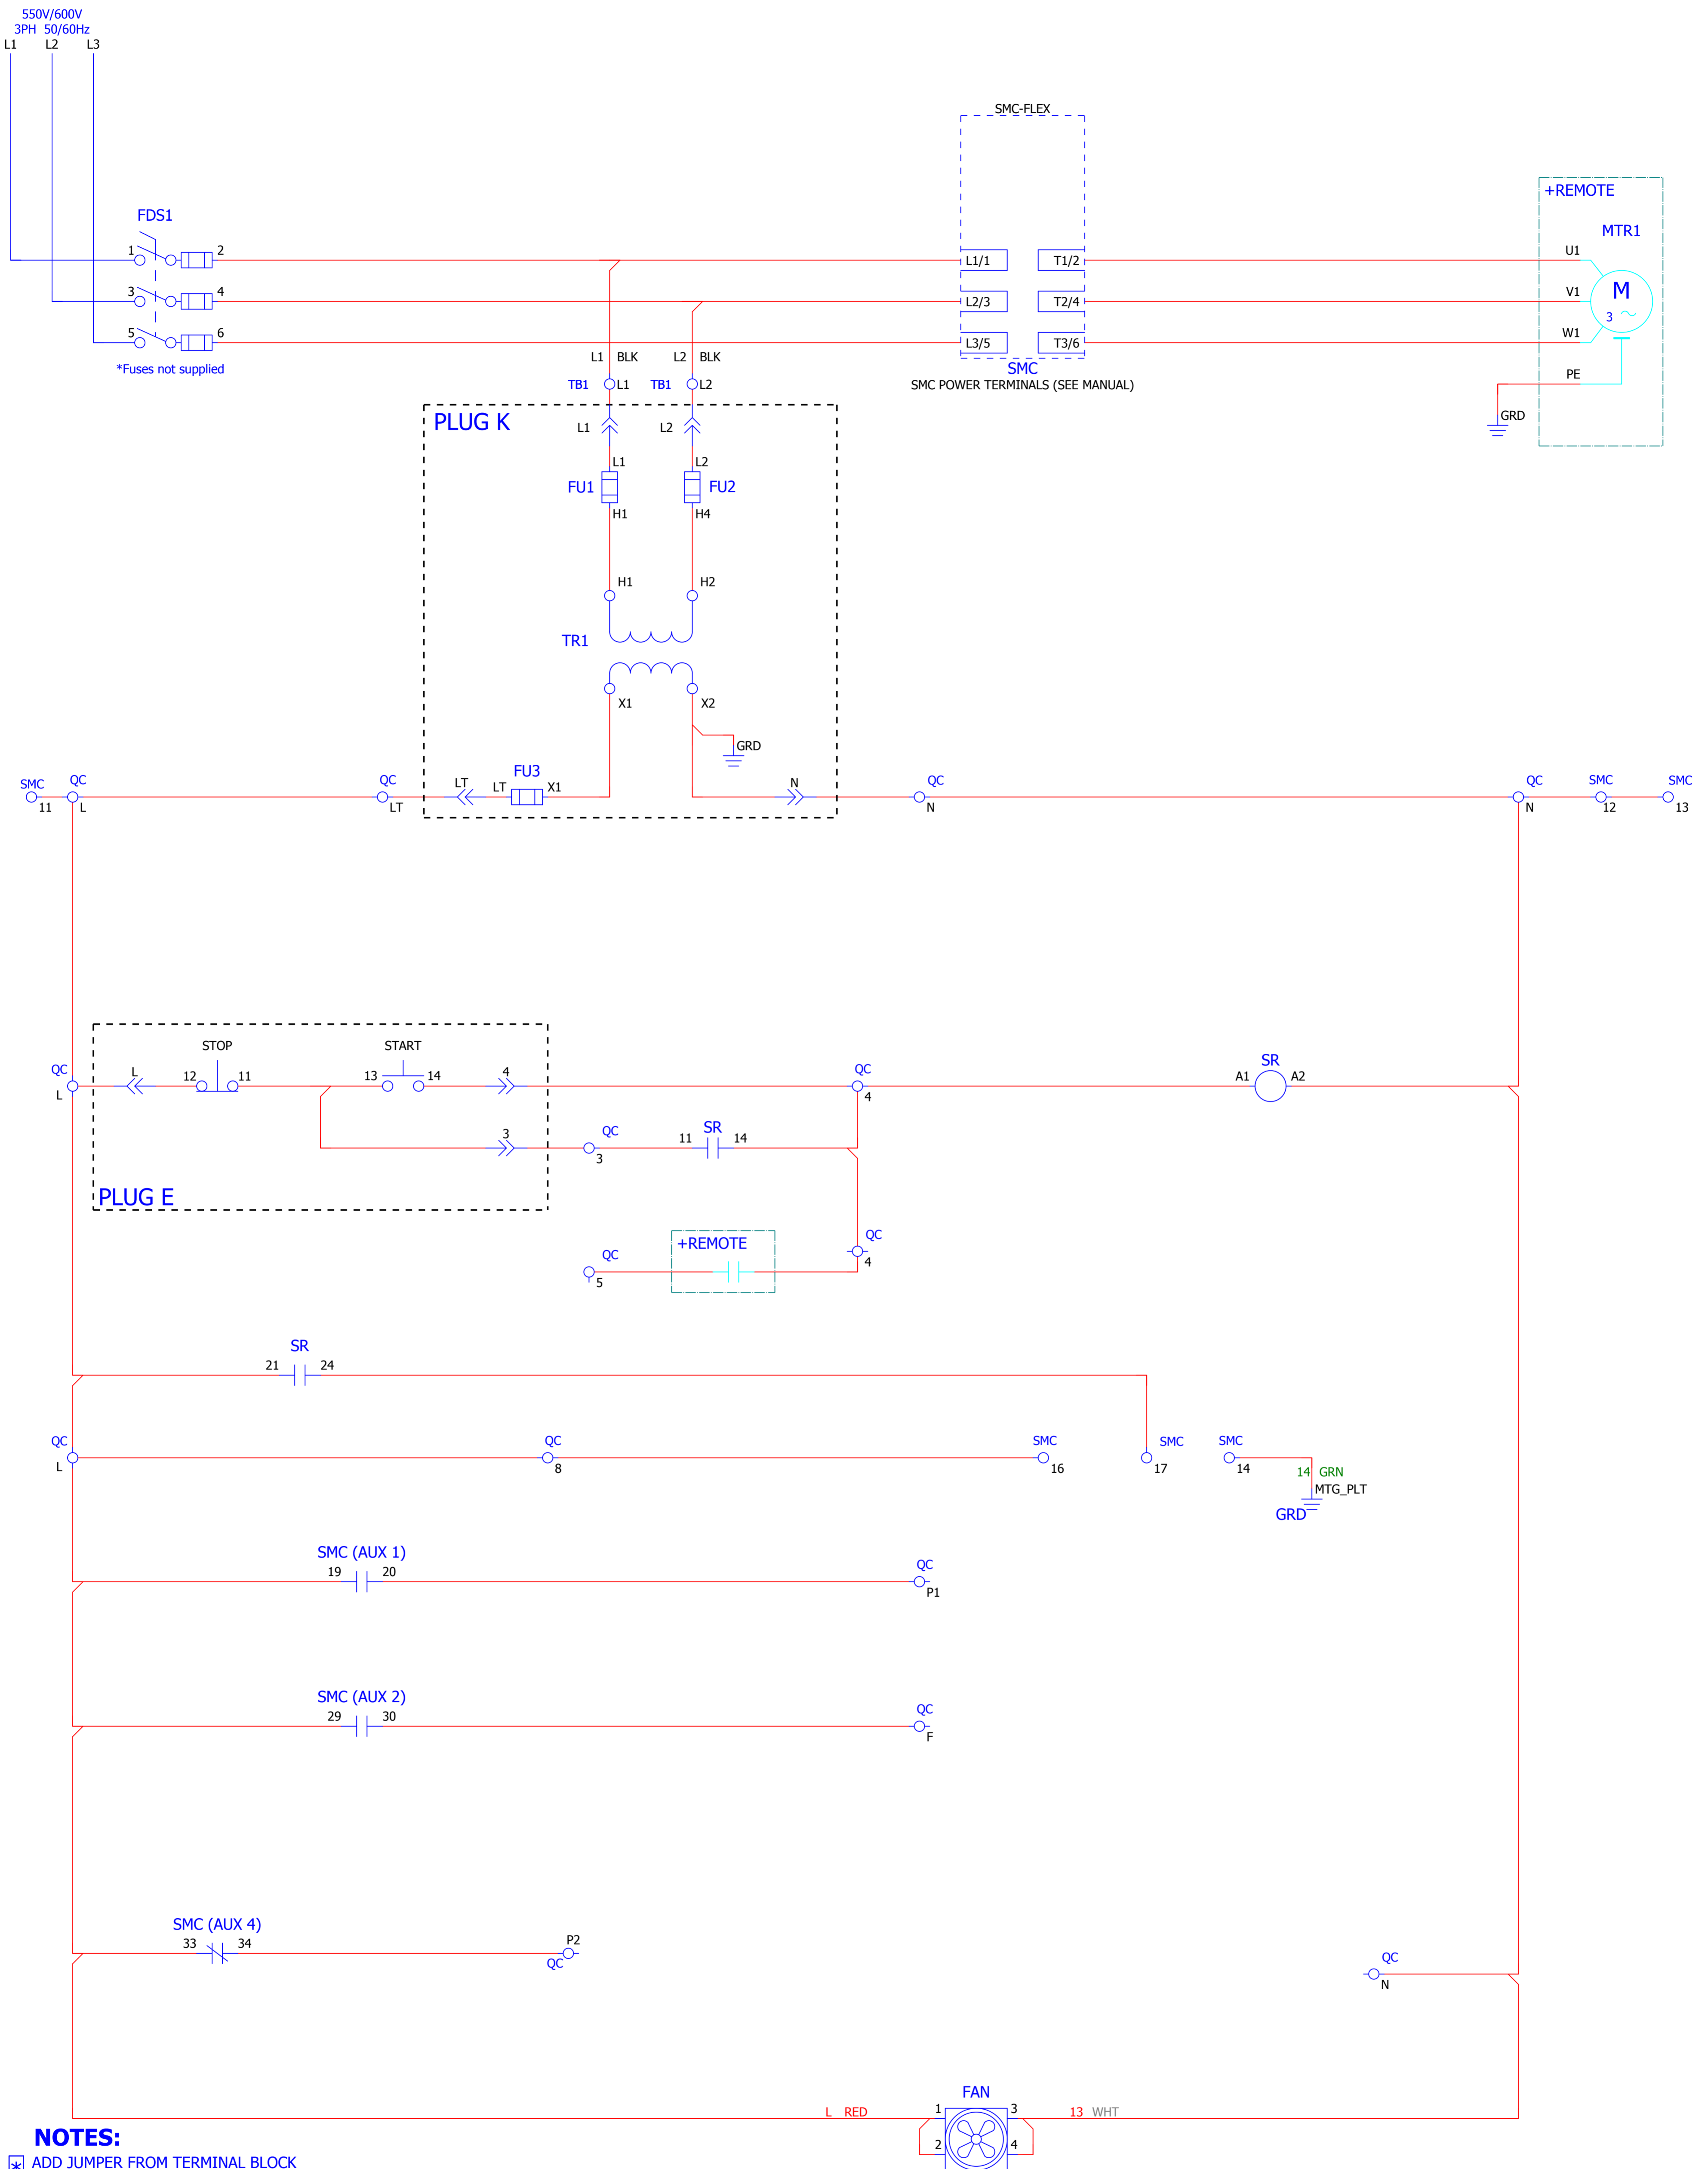 550V/600V
3PH 50/60Hz
L1 L2 L3
SMC-FLEX
+REMOTE
FDS1
MTR1
1 2 L1/1 T1/2 U1
3 4 L2/3 T2/4 V1
M
3
5 6 L3/5 T3/6 W1
*Fuses not supplied
L1 BLK L2 BLK
SMC
SMC POWER TERMINALS (SEE MANUAL)
PE
TB1 L1 TB1 L2
GRD
PLUG K
L1 L2
L1 L2
FU1 FU2
H1 H4
H1 H2
TR1
X1 X2
GRD
FU3
SMC QC QC LT LT X1 N QC QC SMC SMC
11 L LT N N 12 13
STOP START
QC L 12 11 13 14 4 QC A1 SR A2
L 4
3 QC 11 SR 14
3
PLUG E
QC
+REMOTE
4
QC
5
SR
21 24
QC QC SMC SMC SMC
L 8 16 17 14
14 GRN
MTG_PLT
GRD
SMC (AUX 1)
19 20 QC
P1
SMC (AUX 2)
29 30 QC
F
SMC (AUX 4)
33 34 P2
QC
QC
N
FAN
L RED 1 3 13 WHT
2 4
NOTES:
* ADD JUMPER FROM TERMINAL BLOCK